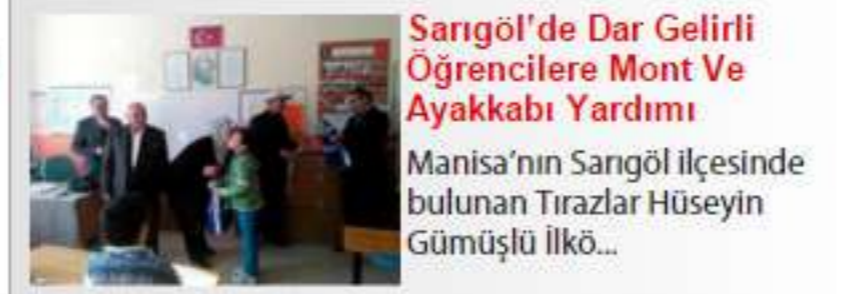 Sarıgöl'de Dar Gelirli
Öğrencilere Mont Ve
Ayakkabı Yardımı
Manisa'nın Sarıgöl ilçesinde
bulunan Tırazlar Hüseyin
Gümüşlü İlkö...